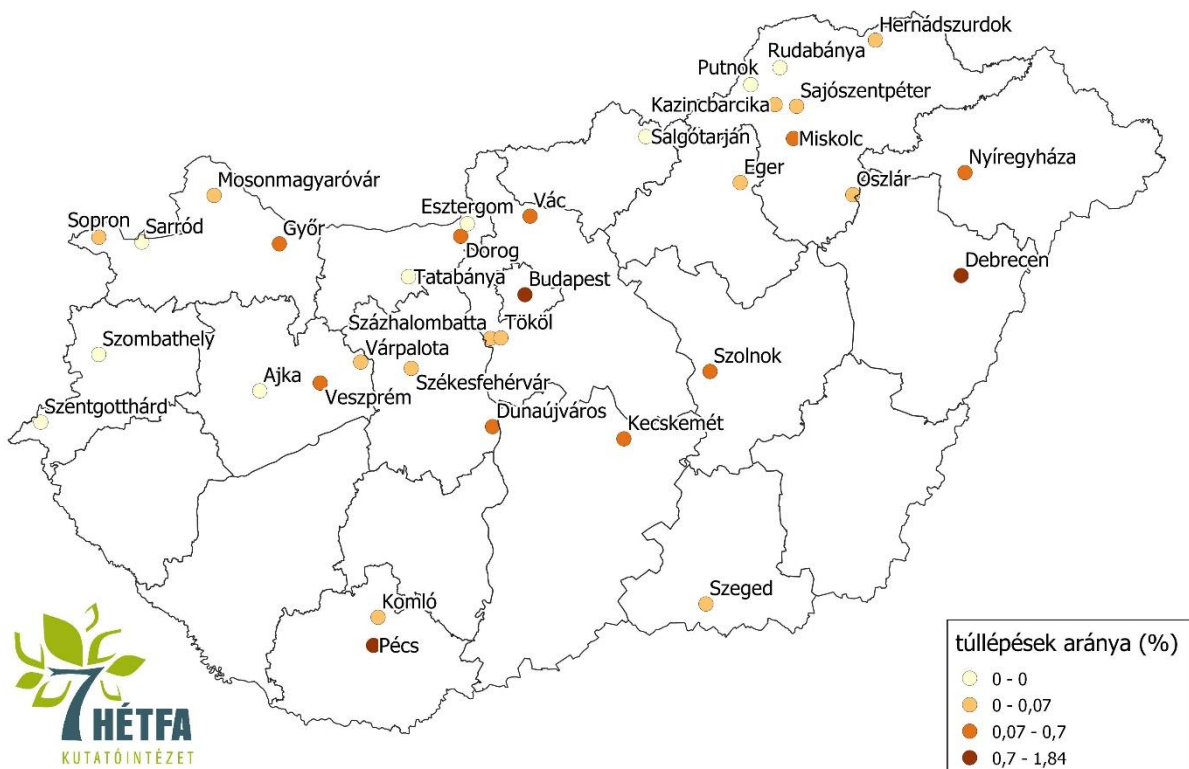 Hernádszurdok
Rudabánya
Putnok
Kazincbarcika
Sajószentpéter
Salgótarján
Miskolc
Nyíregyháza
Eger
Oszlár
Mosonmagyaróvár
Sopron
Sarród
Győr
Esztergom
Vác
Dorog
Tatabánya
Budapest
Debrecen
Százhalombatta
Tököl
Szombathely
Várpalota
Szolnok
Ajka
Veszprém
Székesfehérvár
Szentgotthárd
Dunaújváros
Kecskemét
Komló
Szeged
Pécs
7
HÉTFA
KUTATÓINTÉZET
túllépések aránya (%)
0 - 0
0 - 0,07
0,07 - 0,7
0,7 - 1,84